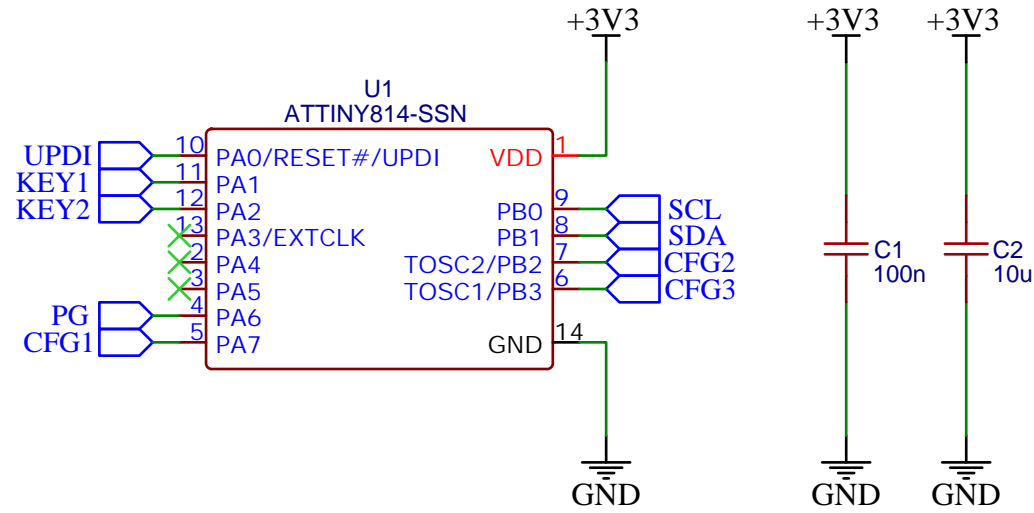 +3V3
+3V3
+3V3
U1
ATTINY814-SSN
UPDI 10 PA0/RESET#/UPDI VDD 1
KEY1 11 PA1
KEY2 12 PA2 PB0 9 SCL
13 PA3/EXTCLK PB1 8 SDA
2 PA4 TOSC2/PB2 7 CFG2
3 PA5 TOSC1/PB3 6 CFG3
PG 4 PA6
CFG1 5 PA7 GND 14
C1
100n
C2
10u
GND
GND
GND